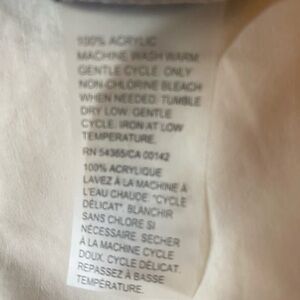 100% ACRYLIC
MACHINE WASH WARM
GENTLE CYCLE. ONLY
NON-CHLORINE BLEACH
WHEN NEEDED. TUMBLE
DRY LOW. GENTLE
CYCLE. IRON AT LOW
TEMPERATURE.
RN 54365/CA 00142
100% ACRYLIQUE
LAVEZ À LA MACHINE À
L'EAU CHAUDE. "CYCLE
DÉLICAT". BLANCHIR
SANS CHLORE SI
NÉCESSAIRE. SÉCHER
À LA MACHINE CYCLE
DOUX, CYCLE DÉLICAT.
REPASSEZ À BASSE
TEMPÉRATURE.